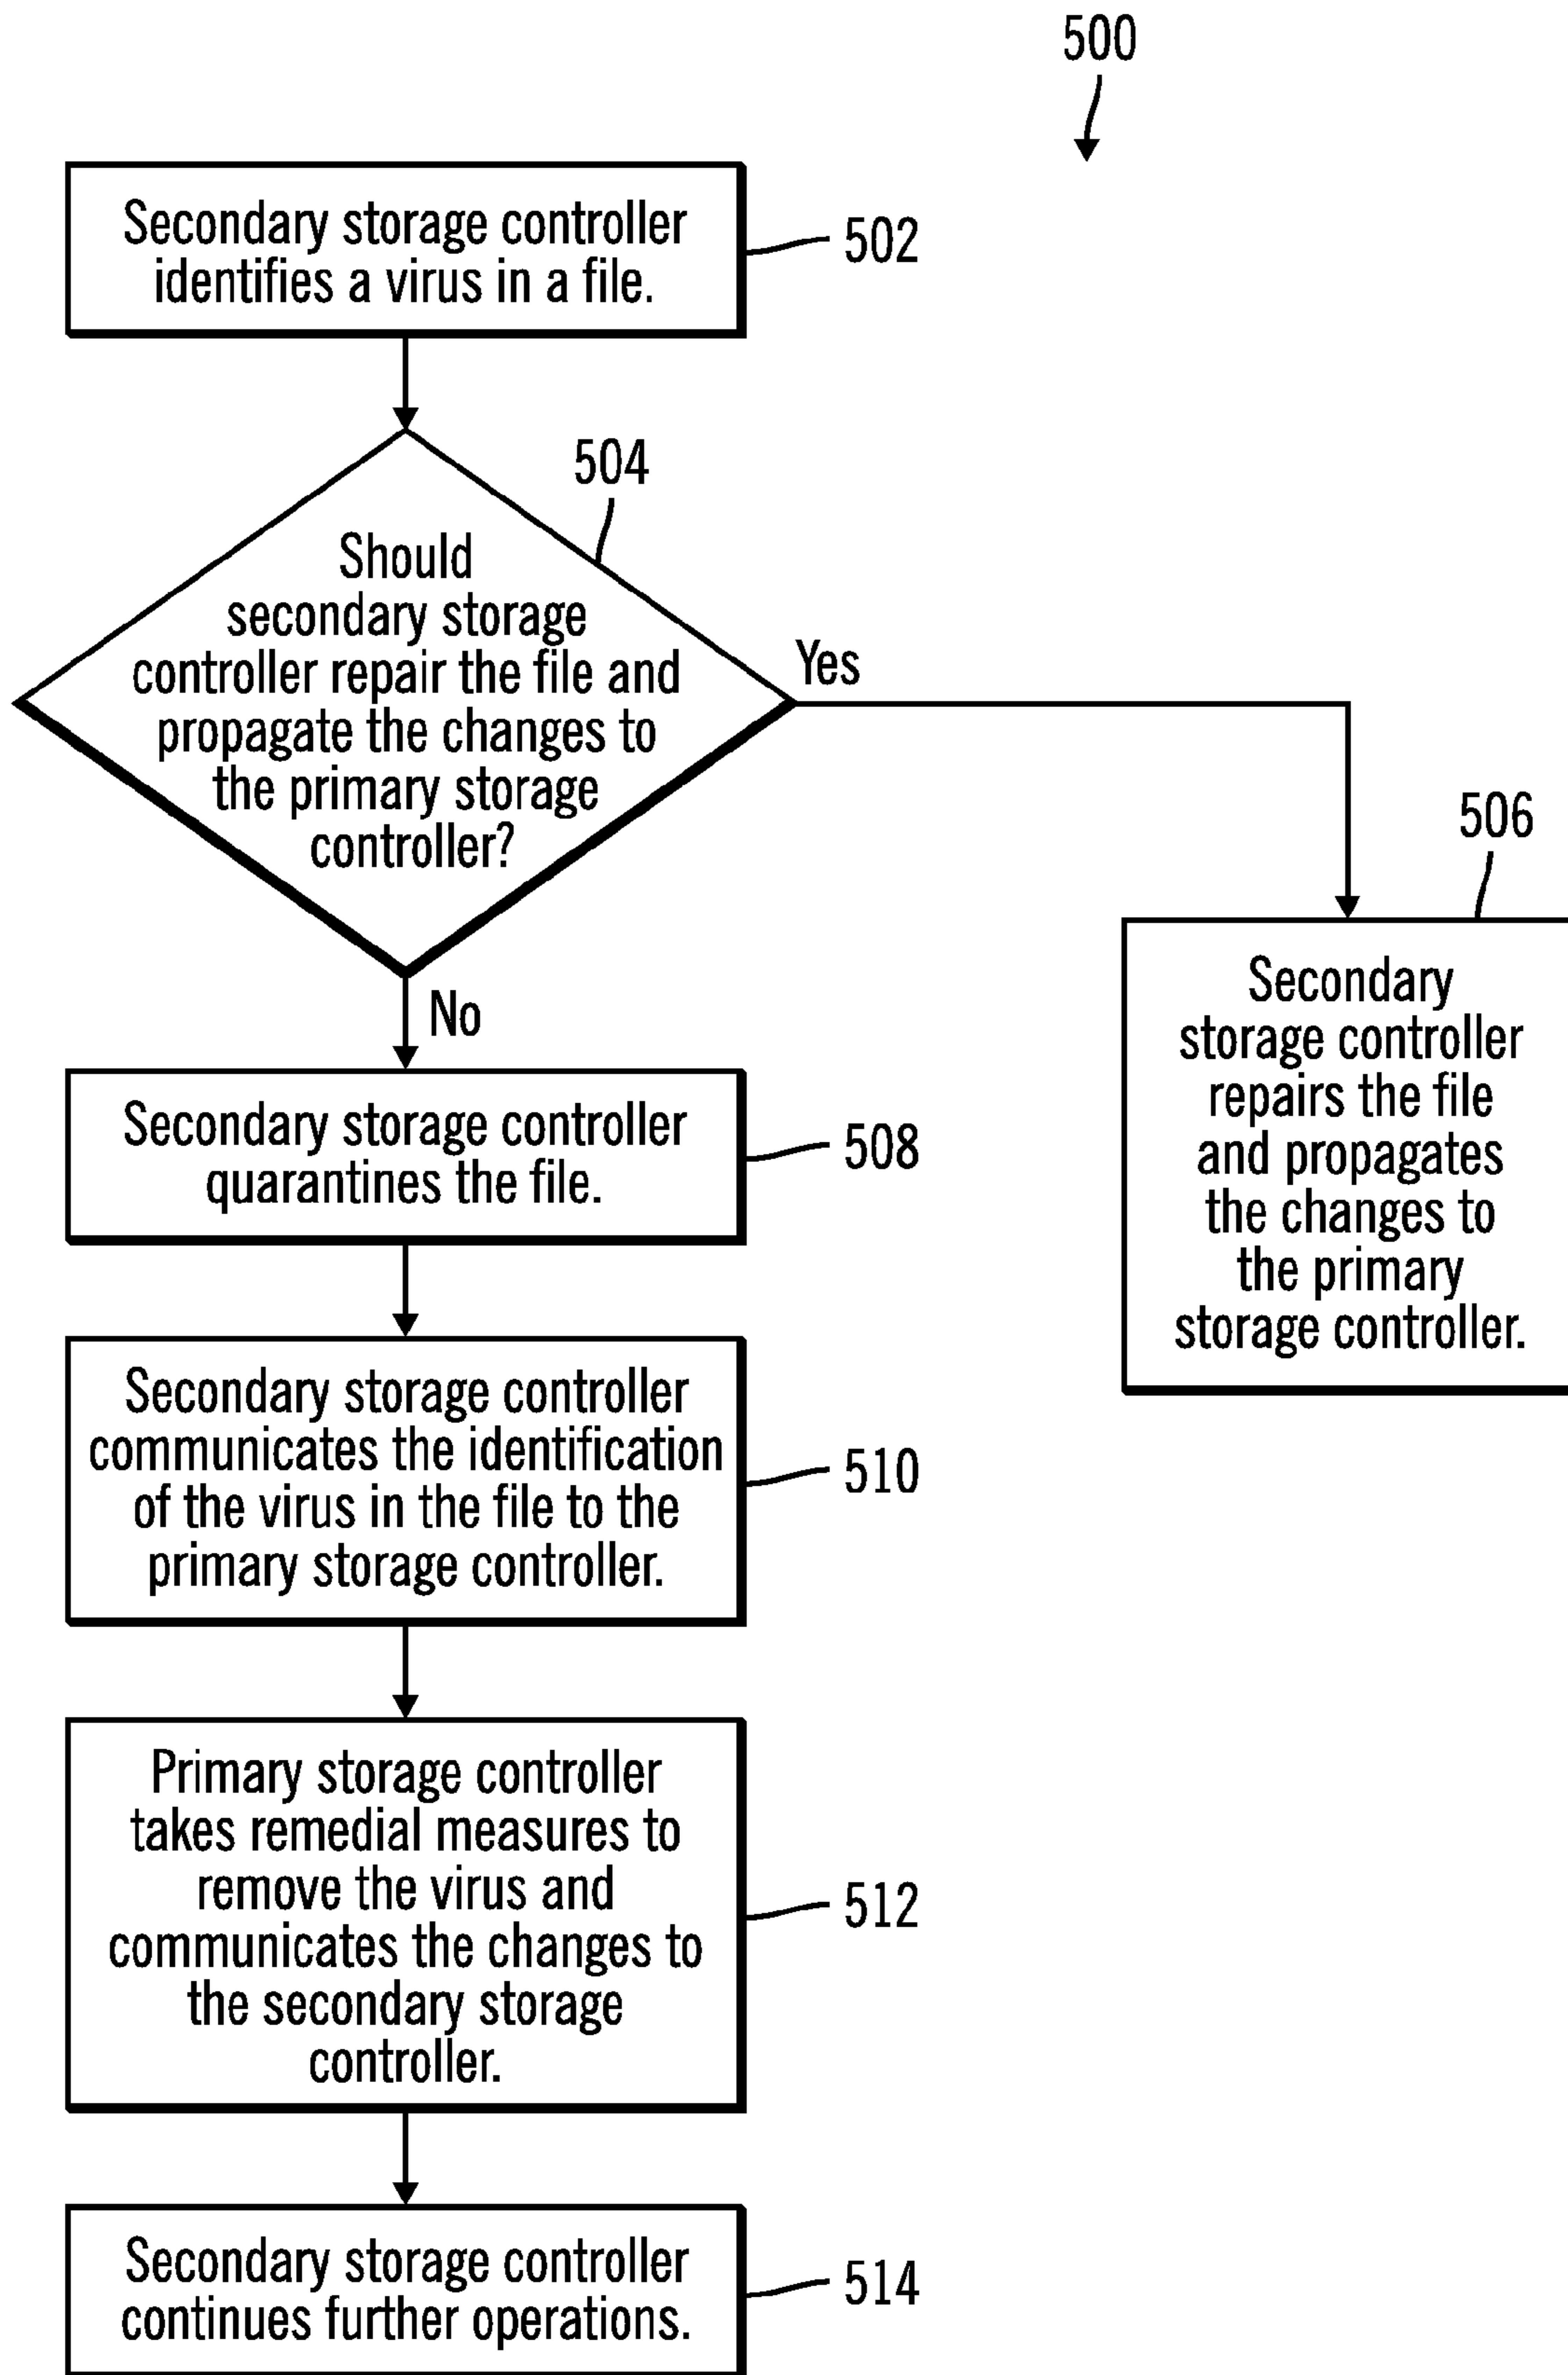 500
Secondary storage controller
identifies a virus in a file.
502
504
Should
secondary storage
controller repair the file and
propagate the changes to
the primary storage
controller?
Yes
No
506
Secondary
storage controller
repairs the file
and propagates
the changes to
the primary
storage controller.
Secondary storage controller
quarantines the file.
508
Secondary storage controller
communicates the identification
of the virus in the file to the
primary storage controller.
510
Primary storage controller
takes remedial measures to
remove the virus and
communicates the changes to
the secondary storage
controller.
512
Secondary storage controller
continues further operations.
514